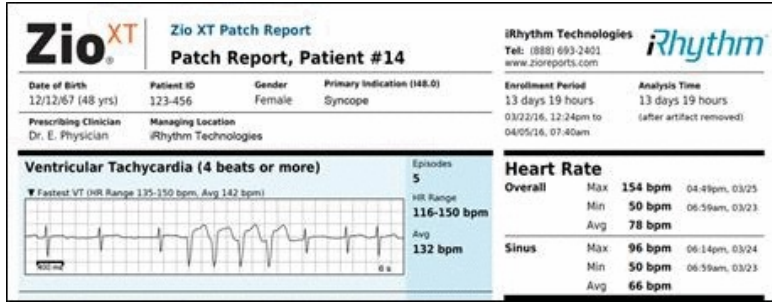 ZioXT®
Zio XT Patch Report
Patch Report, Patient #14
iRhythm Technologies
Tel: (888) 693-2401
www.zioreports.com
iRhythm
Date of Birth
12/12/67 (48 yrs)
Patient ID
123-456
Gender
Female
Primary Indication (I48.0)
Syncope
Prescribing Clinician
Dr. E. Physician
Managing Location
iRhythm Technologies
Enrollment Period
13 days 19 hours
03/22/16, 12:24pm to
04/05/16, 07:40am
Analysis Time
13 days 19 hours
(after artifact removed)
Ventricular Tachycardia (4 beats or more)
▼ Fastest VT (HR Range 135-150 bpm, Avg 142 bpm)
400 ms
6 s
Episodes
5
HR Range
116-150 bpm
Avg
132 bpm
Heart Rate
Overall Max 154 bpm 04:49pm, 03/25
Min 50 bpm 06:59am, 03/23
Avg 78 bpm
Sinus Max 96 bpm 06:14pm, 03/24
Min 50 bpm 06:59am, 03/23
Avg 66 bpm